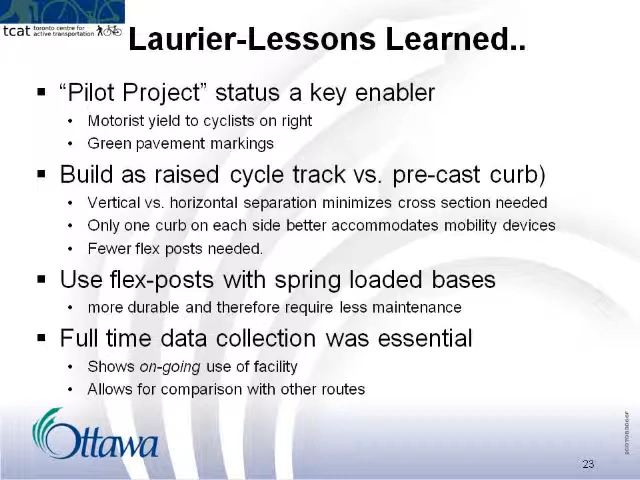 tcat toronto centre for
active transportation
Laurier-Lessons Learned..
▪ “Pilot Project” status a key enabler
• Motorist yield to cyclists on right
• Green pavement markings
▪ Build as raised cycle track vs. pre-cast curb)
• Vertical vs. horizontal separation minimizes cross section needed
• Only one curb on each side better accommodates mobility devices
• Fewer flex posts needed.
▪ Use flex-posts with spring loaded bases
• more durable and therefore require less maintenance
▪ Full time data collection was essential
• Shows on-going use of facility
• Allows for comparison with other routes
Ottawa
23